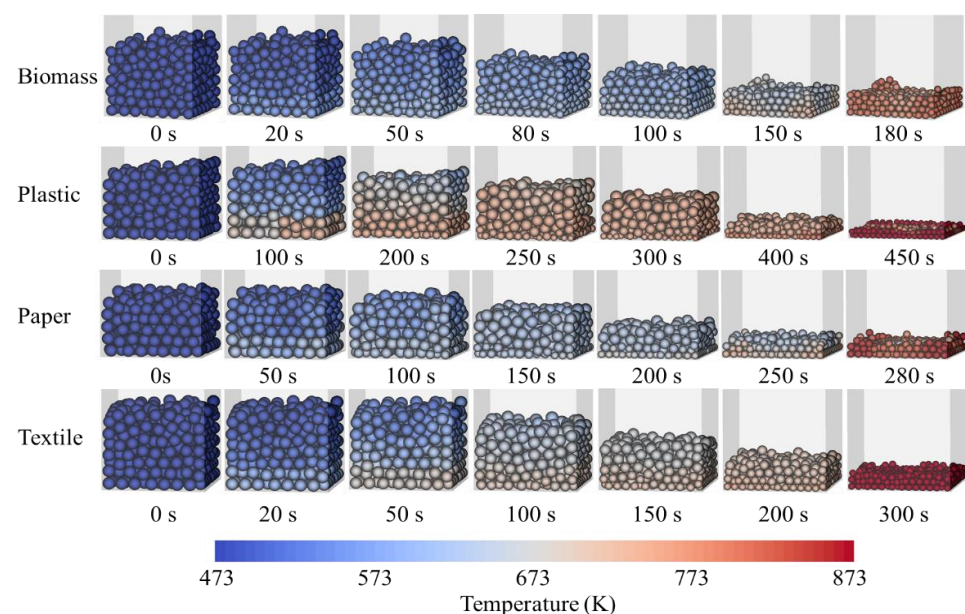 Biomass
0 s 20 s 50 s 80 s 100 s 150 s 180 s
Plastic
0 s 100 s 200 s 250 s 300 s 400 s 450 s
Paper
0s 50 s 100 s 150 s 200 s 250 s 280 s
Textile
0 s 20 s 50 s 100 s 150 s 200 s 300 s
473 573 673 773 873
Temperature (K)